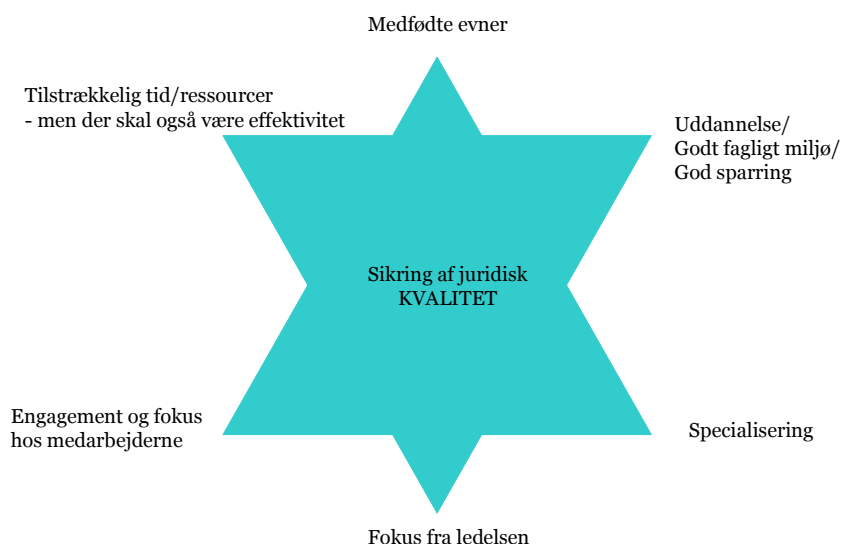 Medfødte evner
Tilstrækkelig tid/ressourcer
- men der skal også være effektivitet
Uddannelse/
Godt fagligt miljø/
God sparring
Sikring af juridisk
KVALITET
Engagement og fokus
hos medarbejderne
Specialisering
Fokus fra ledelsen